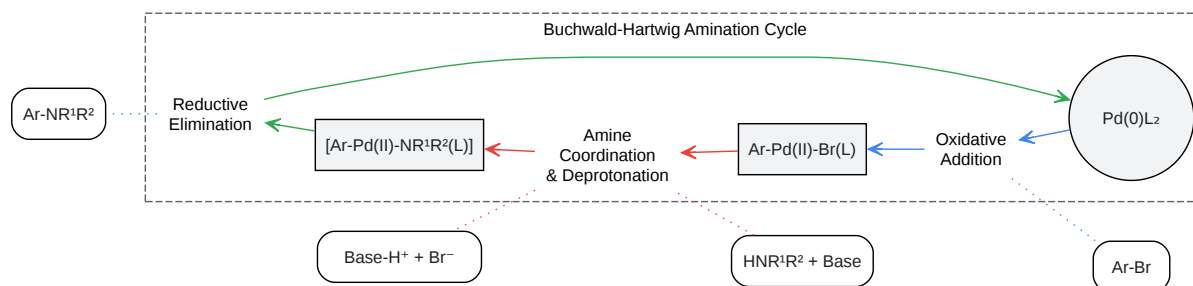 Buchwald-Hartwig Amination Cycle
Ar-NR¹R²
Reductive
Elimination
[Ar-Pd(II)-NR¹R²(L)]
Amine
Coordination
& Deprotonation
Ar-Pd(II)-Br(L)
Oxidative
Addition
Pd(0)L₂
Base-H⁺ + Br⁻
HNR¹R² + Base
Ar-Br